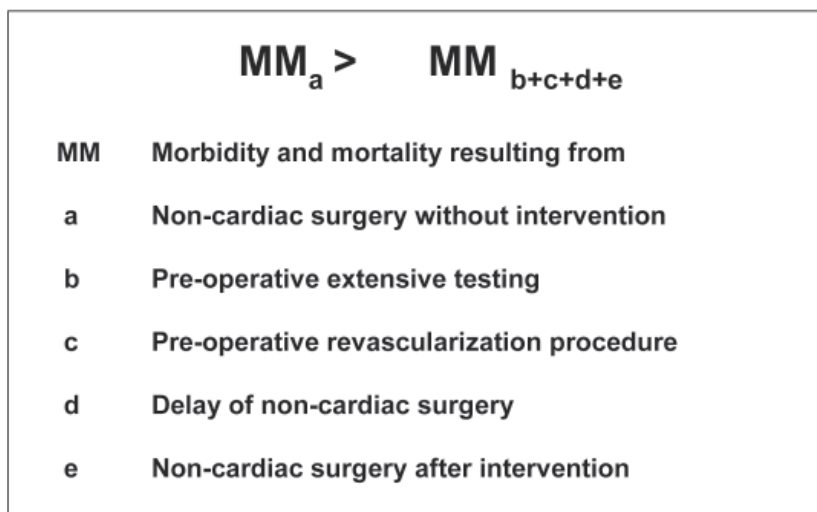 MMa > MM b+c+d+e
MM Morbidity and mortality resulting from
a Non-cardiac surgery without intervention
b Pre-operative extensive testing
c Pre-operative revascularization procedure
d Delay of non-cardiac surgery
e Non-cardiac surgery after intervention